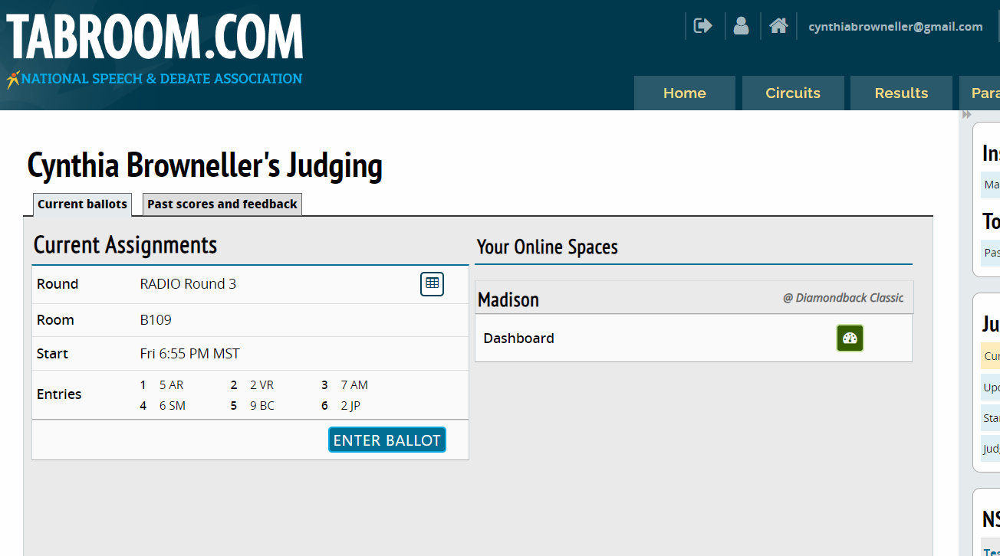 TABROOM.COM
NATIONAL SPEECH & DEBATE ASSOCIATION
cynthiabrowneller@gmail.com
Home Circuits Results Para
Cynthia Browneller's Judging
Current ballots Past scores and feedback
Current Assignments
Round RADIO Round 3
Room B109
Start Fri 6:55 PM MST
Entries
1 5 AR 2 2 VR 3 7 AM
4 6 SM 5 9 BC 6 2 JP
ENTER BALLOT
Your Online Spaces
Madison @ Diamondback Classic
Dashboard
Ins
Ma
To
Pas
Ju
Cur
Upc
Star
Judg
NS
Tes